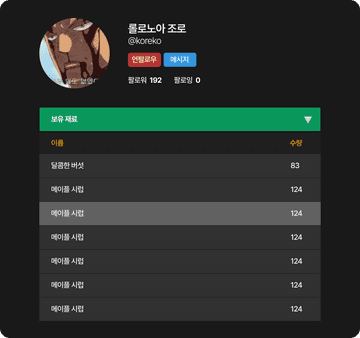 롤로노아 조로
@koreko
언팔로우 메시지
팔로워 192 팔로잉 0
보유 재료
이름 수량
달콤한 버섯 83
메이플 시럽 124
메이플 시럽 124
메이플 시럽 124
메이플 시럽 124
메이플 시럽 124
메이플 시럽 124